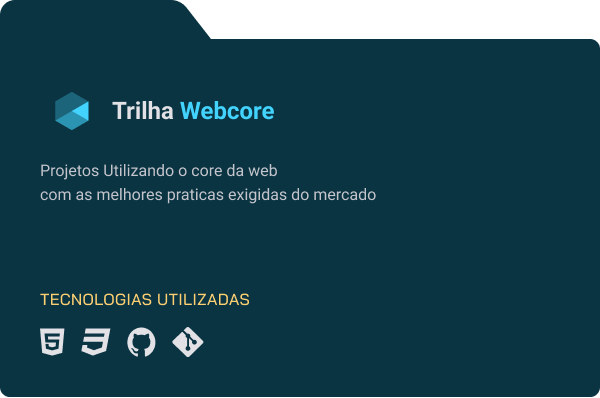 Trilha Webcore
Projetos Utilizando o core da web
com as melhores praticas exigidas do mercado
TECNOLOGIAS UTILIZADAS